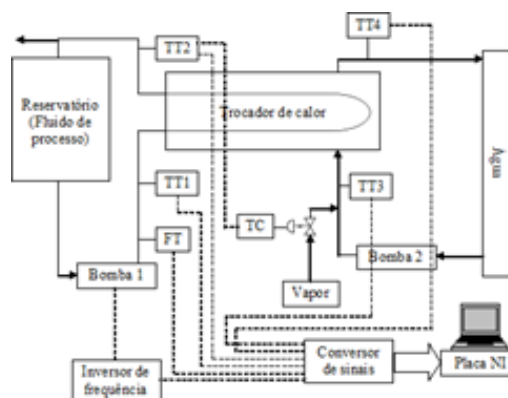 TT4
TT2
Reservatório
(Fluido de
processo)
Trocador de calor
Água
TT1
TT3
FT
TC
Bomba 1
Bomba 2
Vapor
Inversor de
frequência
Conversor
de sinais
Placa NI